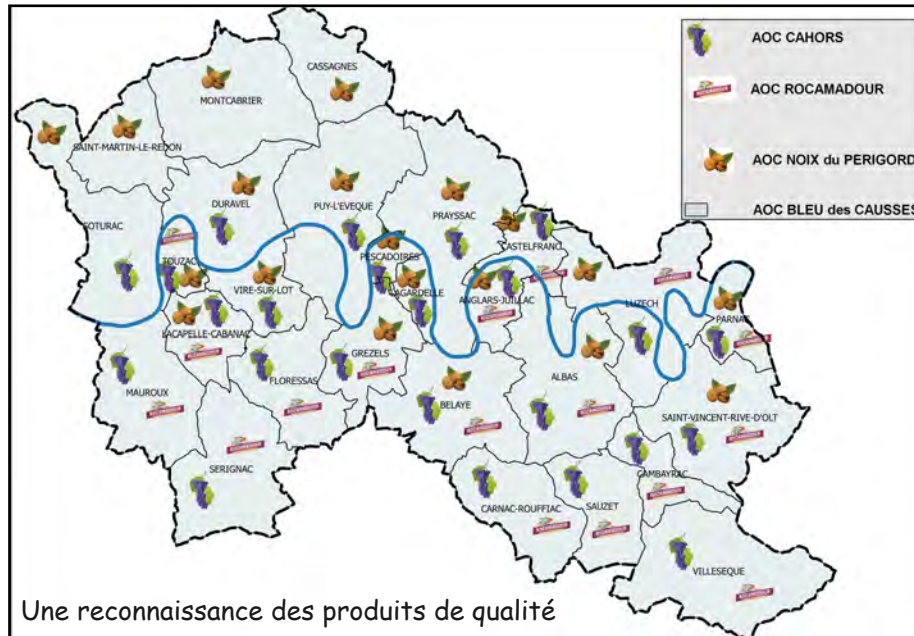 AOC CAHORS
AOC ROCAMADOUR
AOC NOIX du PERIGORD
AOC BLEU des CAUSSES
CASSAGNES
MONTCABRIER
SAINT-MARTIN-LE-REDON
DURAVEL
PUY-L'EVEQUE
PRAYSSAC
SOTURAC
CASTELFRANC
PESCADOIRES
TOUZAC
VIRE-SUR-LOT
LAGARDELLE
ANGLARS-JUILLAC
LUZECH
PARNAC
LACAPELLE-CABANAC
GREZELS
MAUROUX
FLORESSAS
ALBAS
BELAYE
SAINT-VINCENT-RIVE-D'OLT
SERIGNAC
CAMBAYRAC
CARNAC-ROUFFIAC
SAUZET
VILLESEQUE
Une reconnaissance des produits de qualité